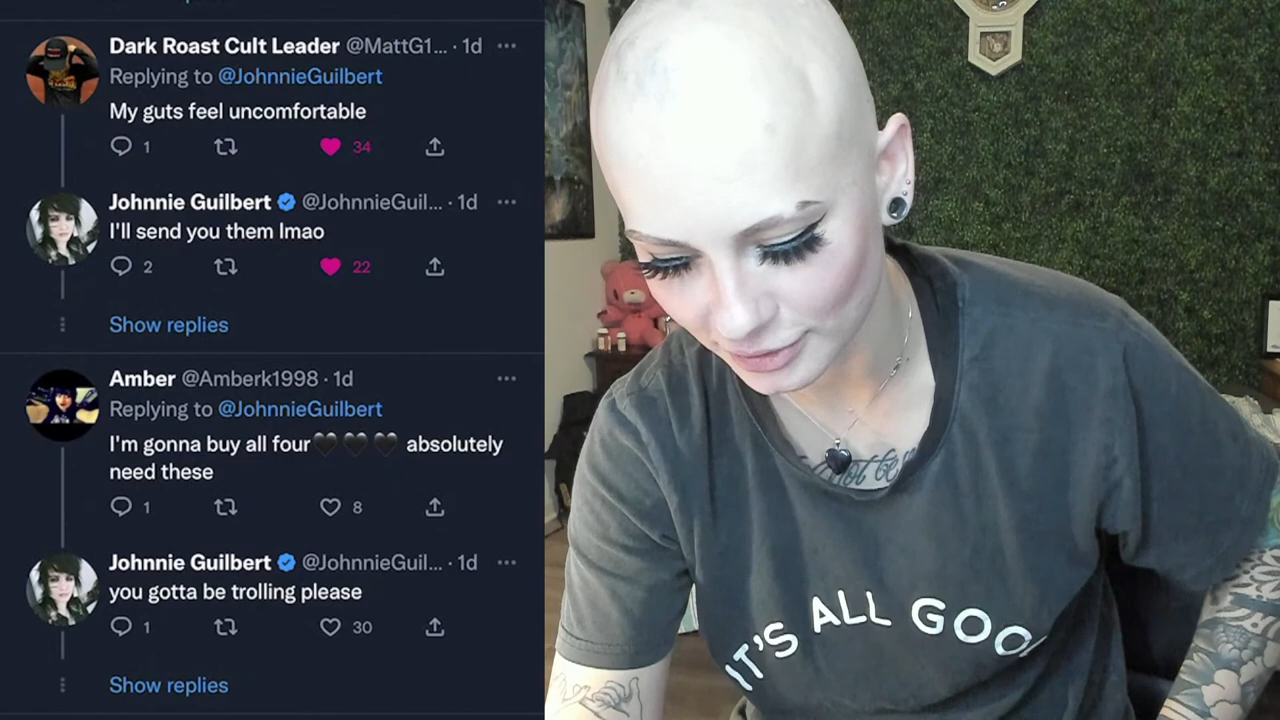 Dark Roast Cult Leader @MattG1... · 1d
Replying to @JohnnieGuilbert
My guts feel uncomfortable
1 34
Johnnie Guilbert @JohnnieGuil... · 1d
I'll send you them lmao
2 22
Show replies
Amber @Amberk1998 · 1d
Replying to @JohnnieGuilbert
I'm gonna buy all four🖤🖤🖤 absolutely
need these
1 8
Johnnie Guilbert @JohnnieGuil... · 1d
you gotta be trolling please
1 30
Show replies
not be
IT'S ALL GOOD